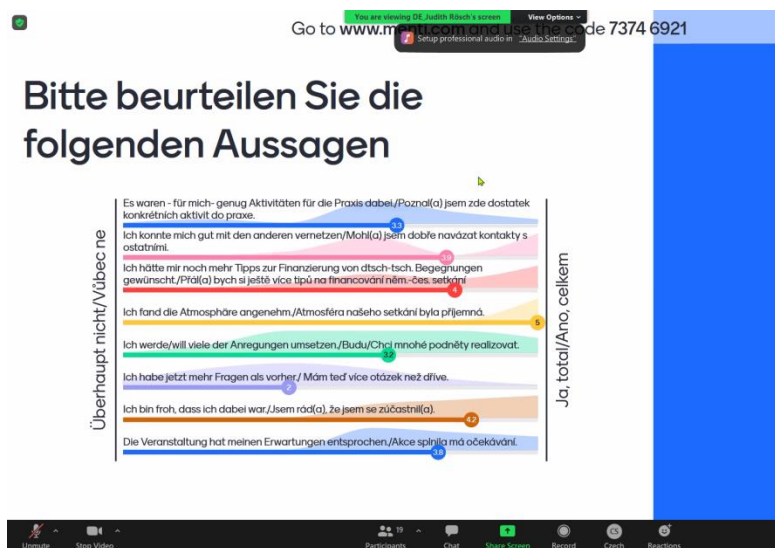 You are viewing DE_Judith Rösch's screen
View Options
Go to www.menti.com and use the code 7374 6921
Setup professional audio in "Audio Settings"
Bitte beurteilen Sie die
folgenden Aussagen
Überhaupt nicht/Vůbec ne
Es waren - für mich- genug Aktivitäten für die Praxis dabei./Poznal(a) jsem zde dostatek
konkrétních aktivit do praxe.
3.3
Ich konnte mich gut mit den anderen vernetzen/Mohl(a) jsem dobře navázat kontakty s
ostatními.
3.9
Ich hätte mir noch mehr Tipps zur Finanzierung von dtsch-tsch. Begegnungen
gewünscht./Přál(a) bych si ještě více tipů na financování něm.-čes. setkání
4
Ich fand die Atmosphäre angenehm./Atmosféra našeho setkání byla příjemná.
5
Ich werde/will viele der Anregungen umsetzen./Budu/Chci mnohé podněty realizovat.
3.2
Ich habe jetzt mehr Fragen als vorher./ Mám teď více otázek než dříve.
2
Ich bin froh, dass ich dabei war./Jsem rád(a), že jsem se zúčastnil(a).
4.2
Die Veranstaltung hat meinen Erwartungen entsprochen./Akce splnila má očekávání.
3.8
Ja, total/Ano, celkem
19
CS
Unmute
Stop Video
Participants
Chat
Share Screen
Record
Czech
Reactions